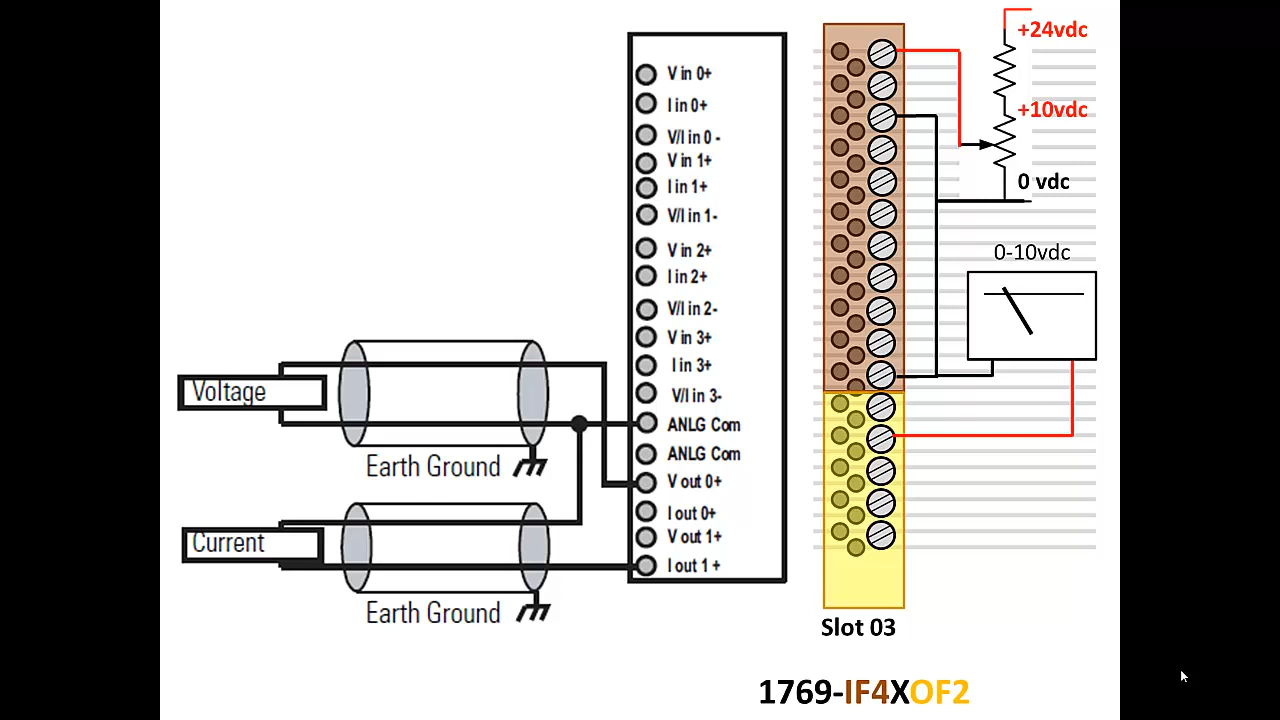 V in 0+
I in 0+
V/I in 0 -
V in 1+
I in 1+
V/I in 1-
V in 2+
I in 2+
V/I in 2-
V in 3+
I in 3+
V/I in 3-
ANLG Com
ANLG Com
V out 0+
I out 0+
V out 1+
I out 1 +
Voltage
Earth Ground
Current
Earth Ground
+24vdc
+10vdc
0 vdc
0-10vdc
Slot 03
1769-IF4XOF2